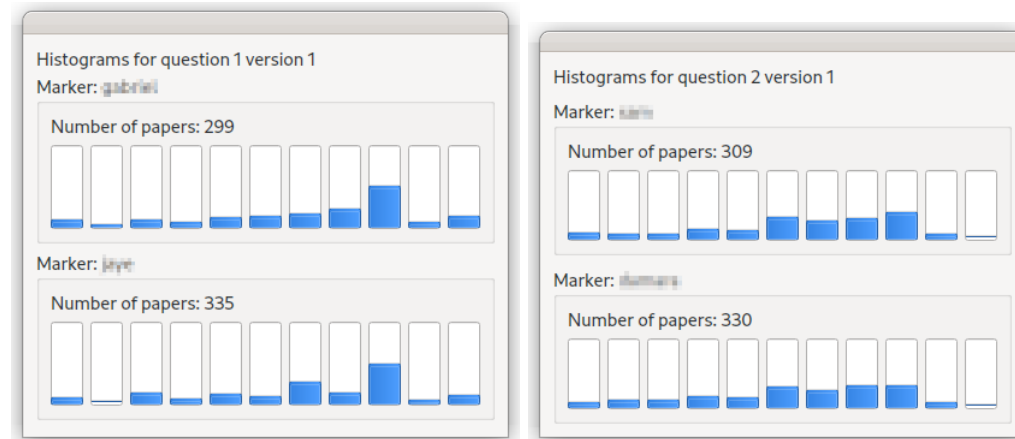 Histograms for question 1 version 1
Marker:
Number of papers: 299
Marker:
Number of papers: 335
Histograms for question 2 version 1
Marker:
Number of papers: 309
Marker:
Number of papers: 330